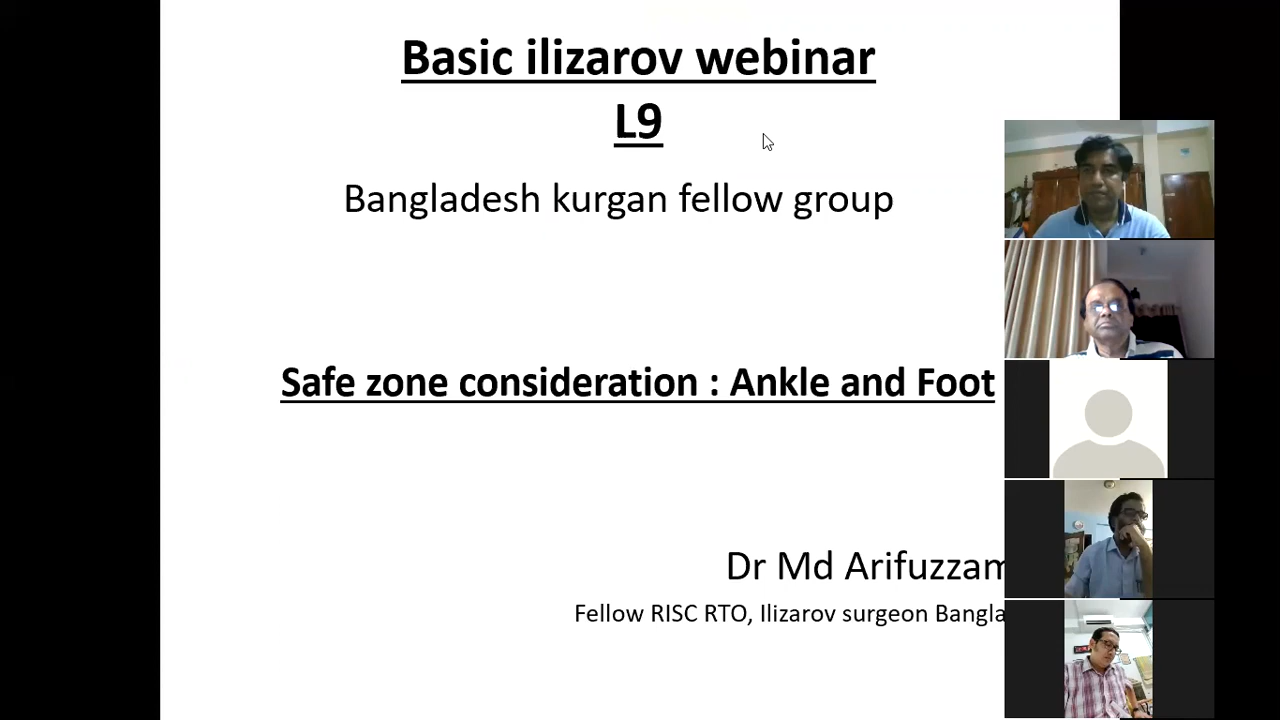 Basic ilizarov webinar
L9
Bangladesh kurgan fellow group
Safe zone consideration : Ankle and Foot
Dr Md Arifuzzam
Fellow RISC RTO, Ilizarov surgeon Bangla